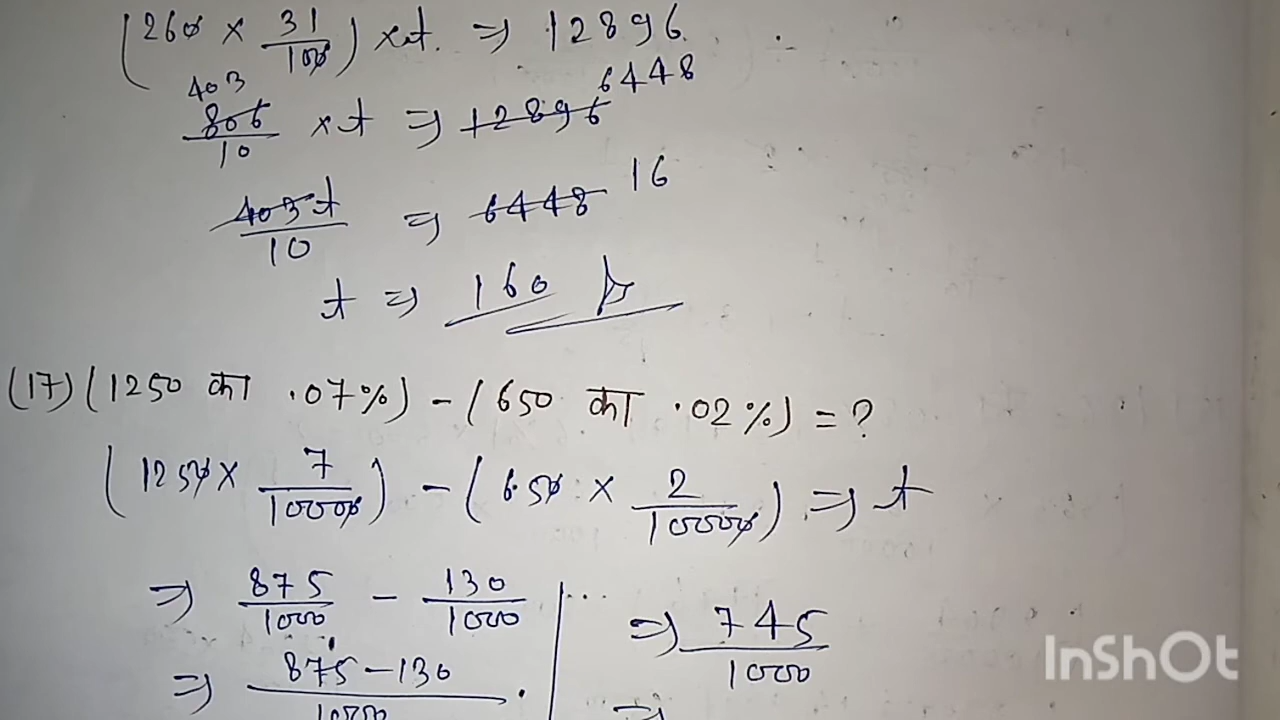 (260 × 31/100) × t. ⇒ 12896
403 6448
806/10 × t ⇒ 12896
403t/10 ⇒ 6448 16
t ⇒ 160
(17) (1250 का .07%) - (650 का .02%) = ?
(1250 × 7/10000) - (650 × 2/10000) ⇒ t
⇒ 875/1000 - 130/1000
⇒ 875-130/1000
⇒ 745/1000
⇒
InShOt